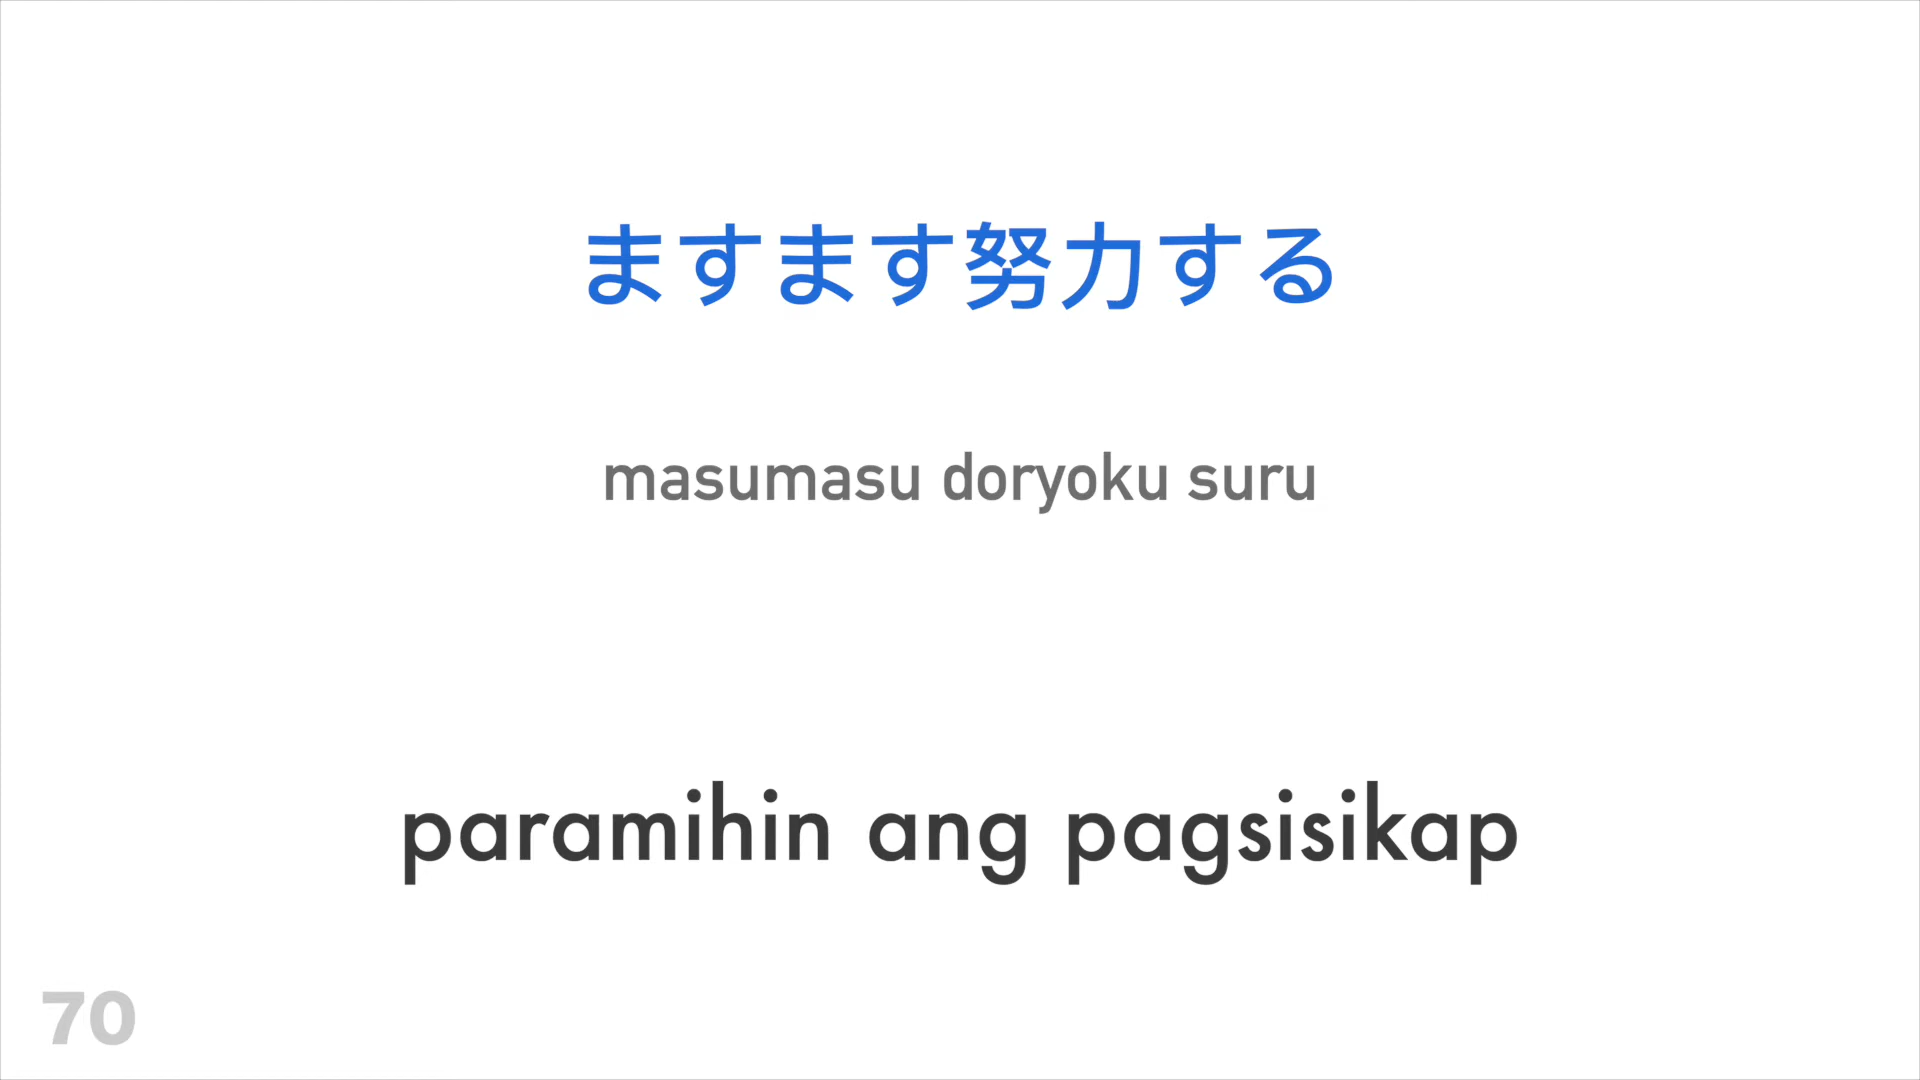 ますます努力する
masumasu doryoku suru
paramihin ang pagsisikap
70